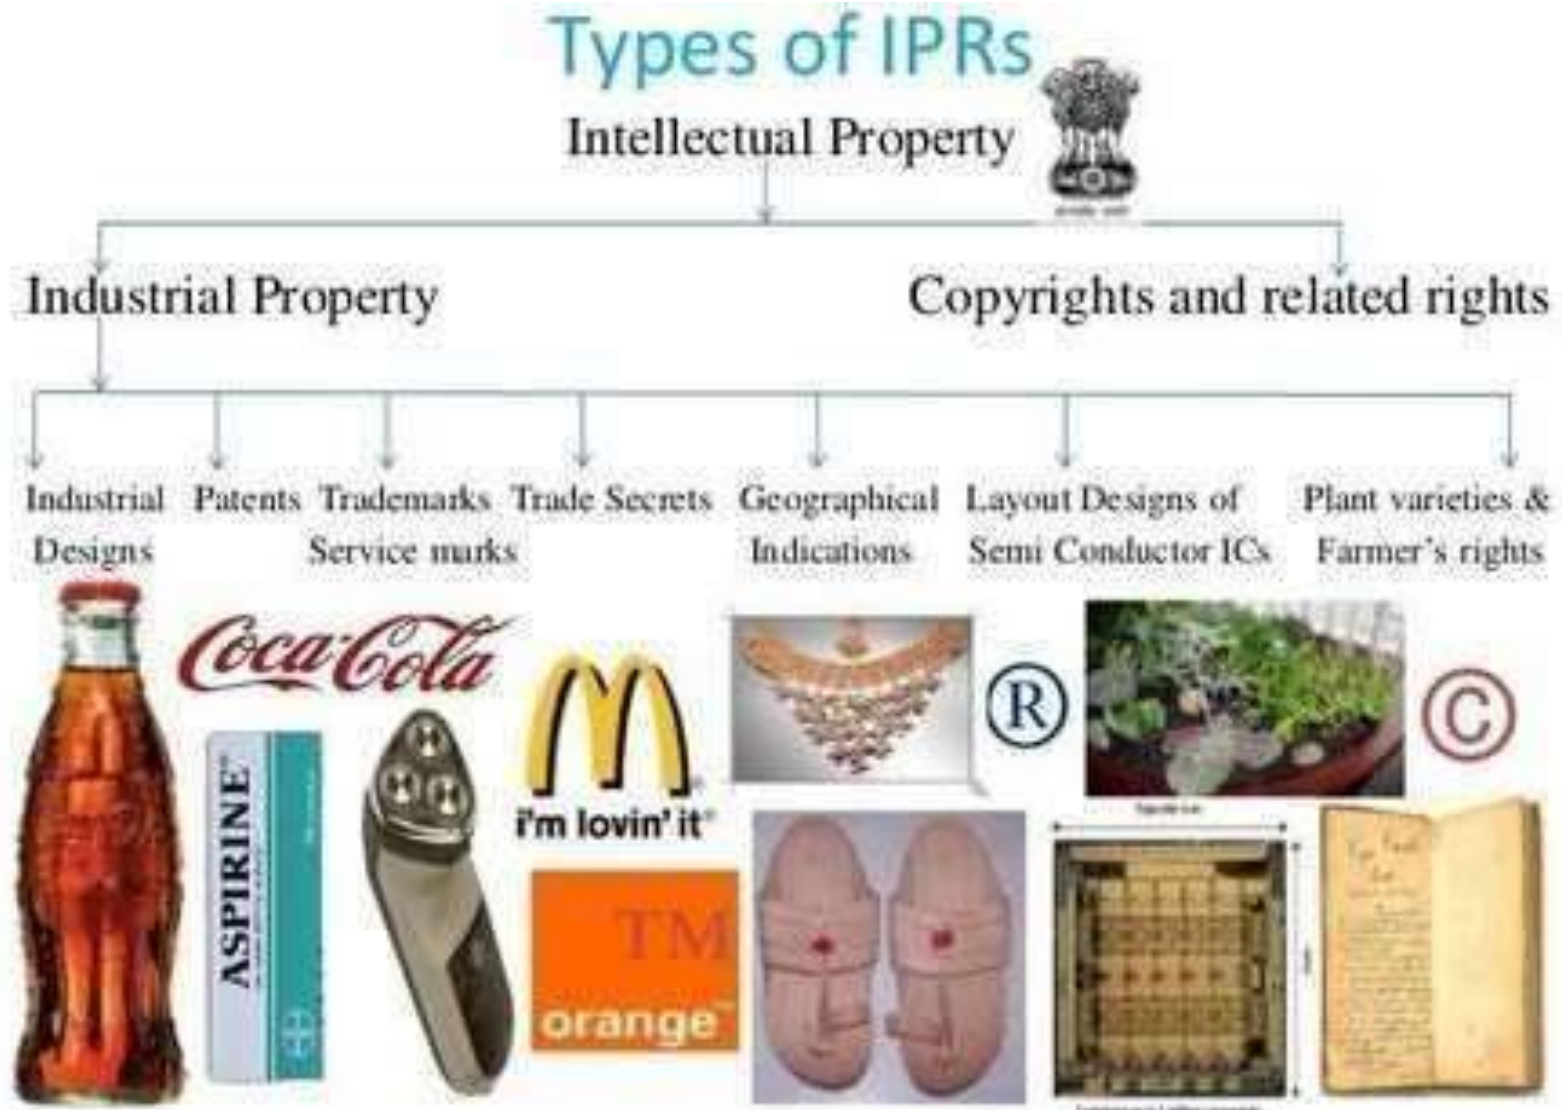 Types of IPRs
Intellectual Property
Industrial Property
Copyrights and related rights
Industrial Designs
Patents
Trademarks
Service marks
Trade Secrets
Geographical
Indications
Layout Designs of
Semi Conductor ICs
Plant varieties &
Farmer's rights
Coca-Cola
®
©
ASPIRINE
i'm lovin' it®
TM
orange™